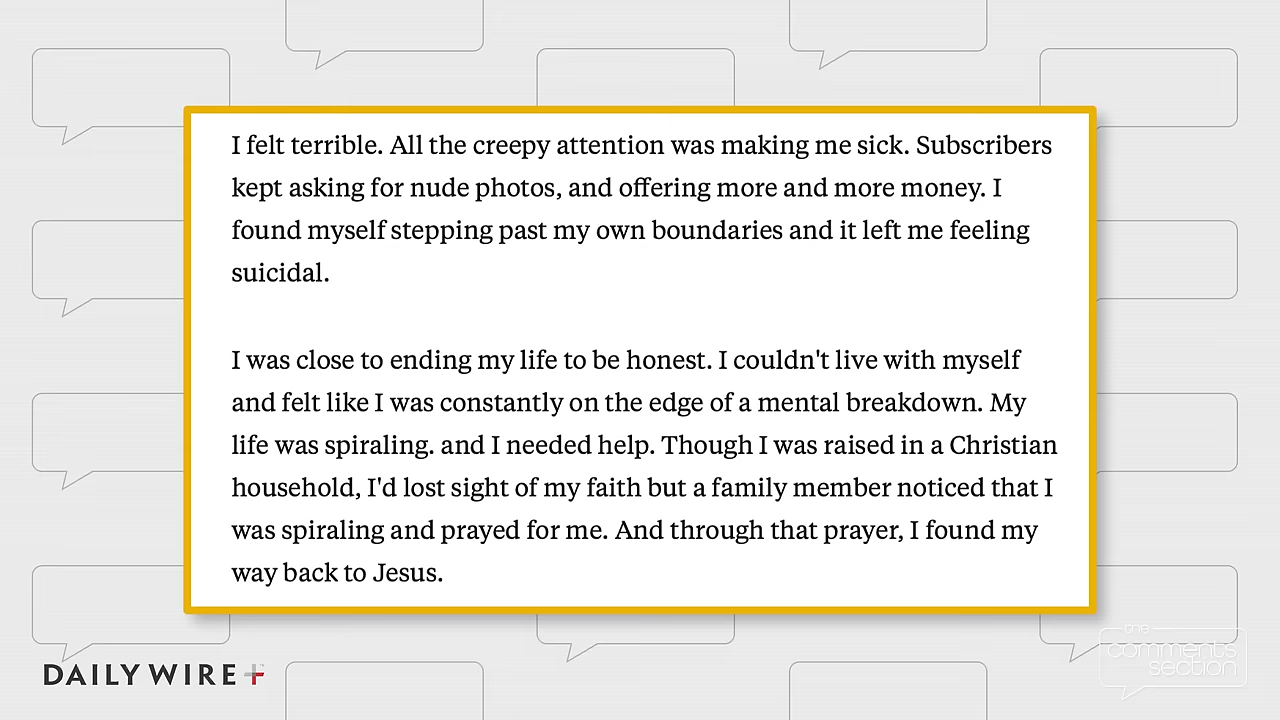 I felt terrible. All the creepy attention was making me sick. Subscribers
kept asking for nude photos, and offering more and more money. I
found myself stepping past my own boundaries and it left me feeling
suicidal.
I was close to ending my life to be honest. I couldn't live with myself
and felt like I was constantly on the edge of a mental breakdown. My
life was spiraling. and I needed help. Though I was raised in a Christian
household, I'd lost sight of my faith but a family member noticed that I
was spiraling and prayed for me. And through that prayer, I found my
way back to Jesus.
DAILY WIRE+
the
comments
section